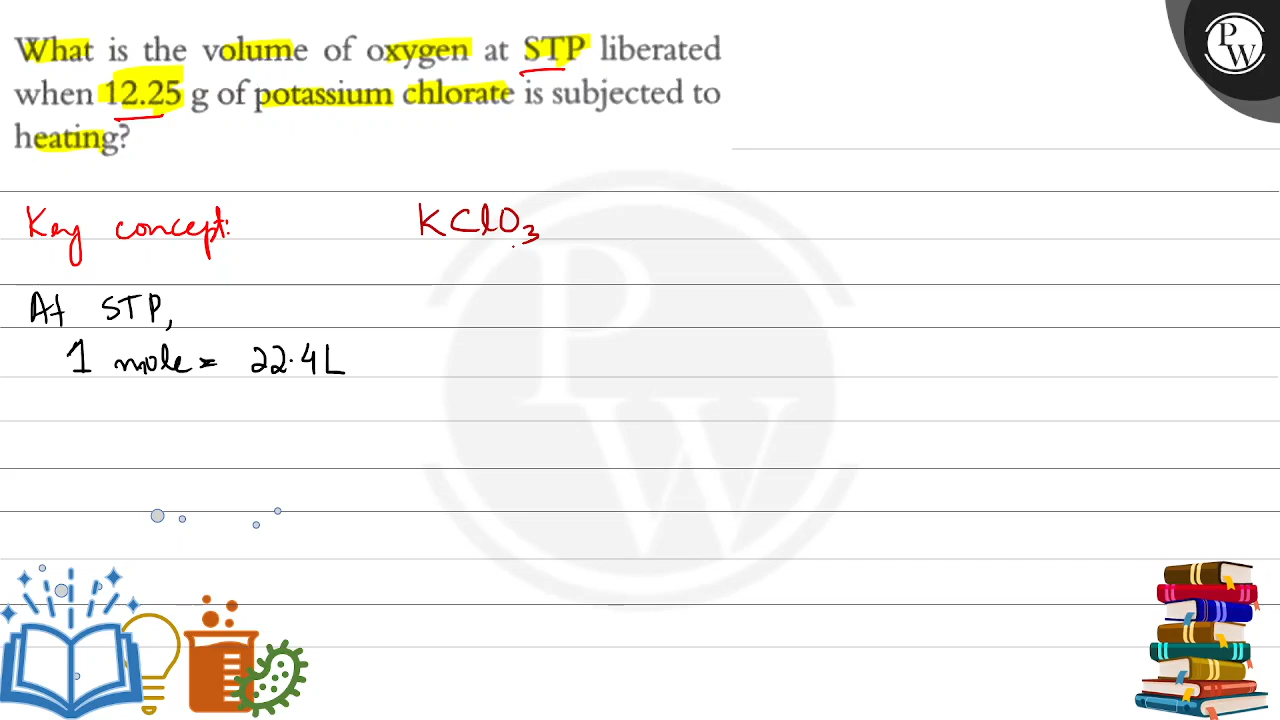 What is the volume of oxygen at STP liberated
when 12.25 g of potassium chlorate is subjected to
heating?
Key concept:
KClO3
At STP,
1 mole = 22.4L
P
W
P
W